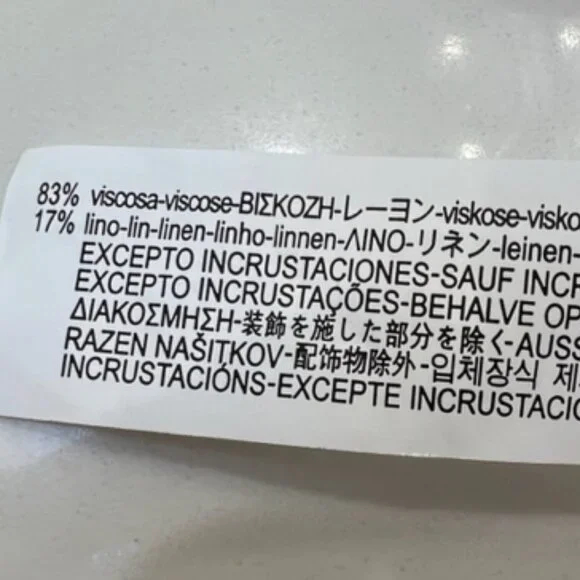 83% viscosa-viscose-ΒΙΣΚΟΖΗ-レーヨン-viskose-visko
17% lino-lin-linen-linho-linnen-ΛΙΝΟ-リネン-leinen-
EXCEPTO INCRUSTACIONES-SAUF INCR
EXCEPTO INCRUSTAÇÕES-BEHALVE OP
ΔΙΑΚΟΣΜΗΣΗ-装飾を施した部分を除く-AUSS
RAZEN NAŠITKOV-配饰物除外-입체장식 제
INCRUSTACIÓNS-EXCEPTE INCRUSTACIO